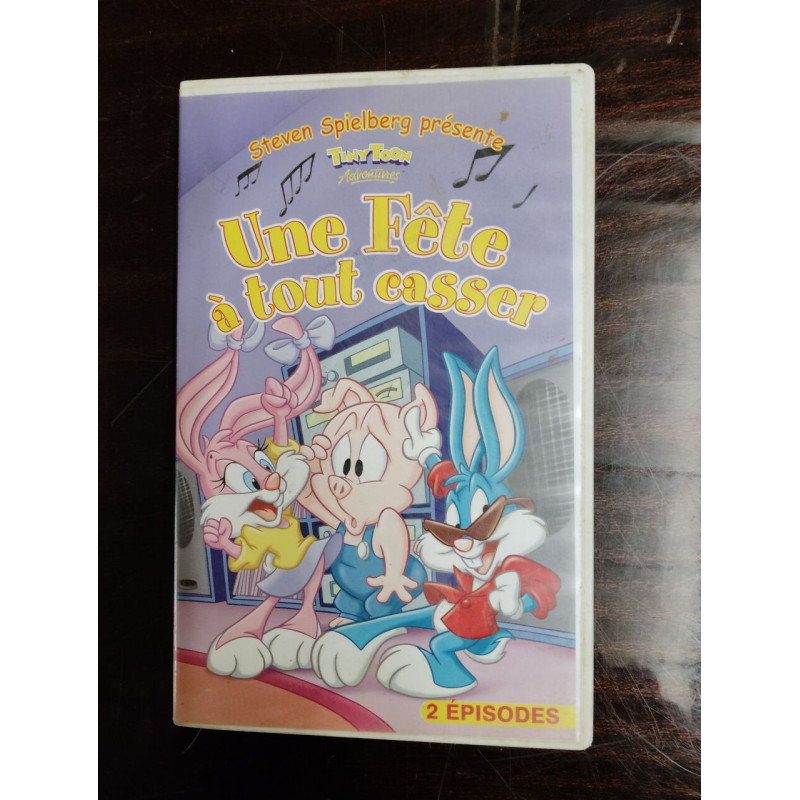 Steven Spielberg présente
TINY TOON
Adventures
Une Fête
à tout casser
2 ÉPISODES